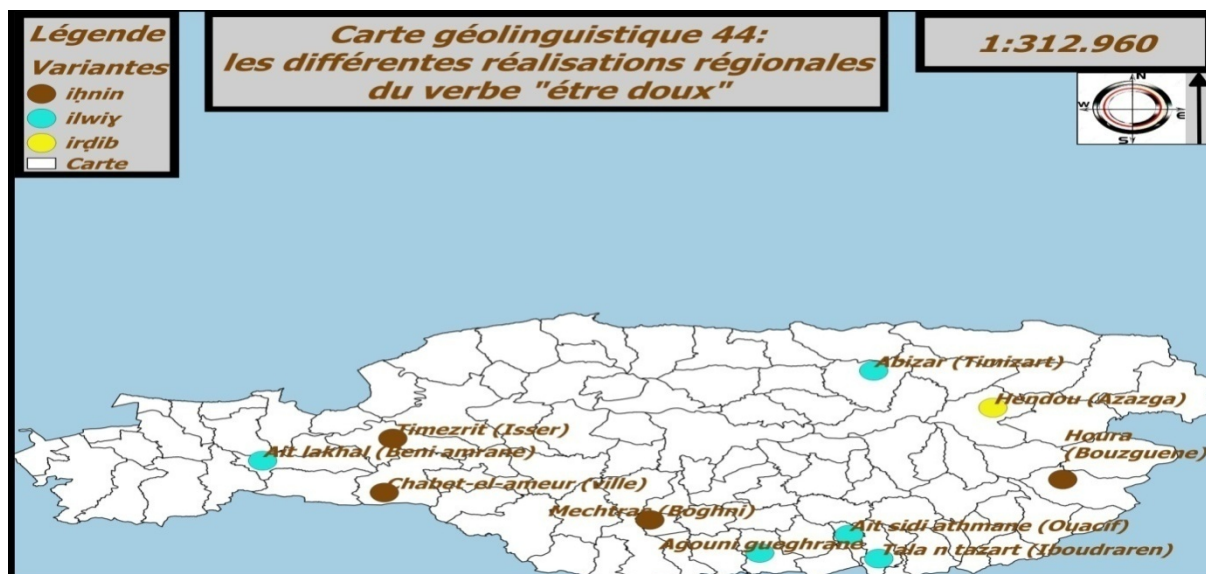 Légende
Variantes
iḥnin
ilwiɣ
irḍib
Carte
Carte géolinguistique 44:
les différentes réalisations régionales
du verbe "étre doux"
1:312.960
N
W
E
S
Abizar (Timizart)
Hendou (Azazga)
Timezrit (Isser)
Ait lakhal (Beni amrane)
Houra
(Bouzguene)
Chabet-el-ameur (ville)
Mechtras (Boghni)
Ait sidi athmane (Ouacif)
Agouni gueghrane
Tala n tazart (Iboudraren)